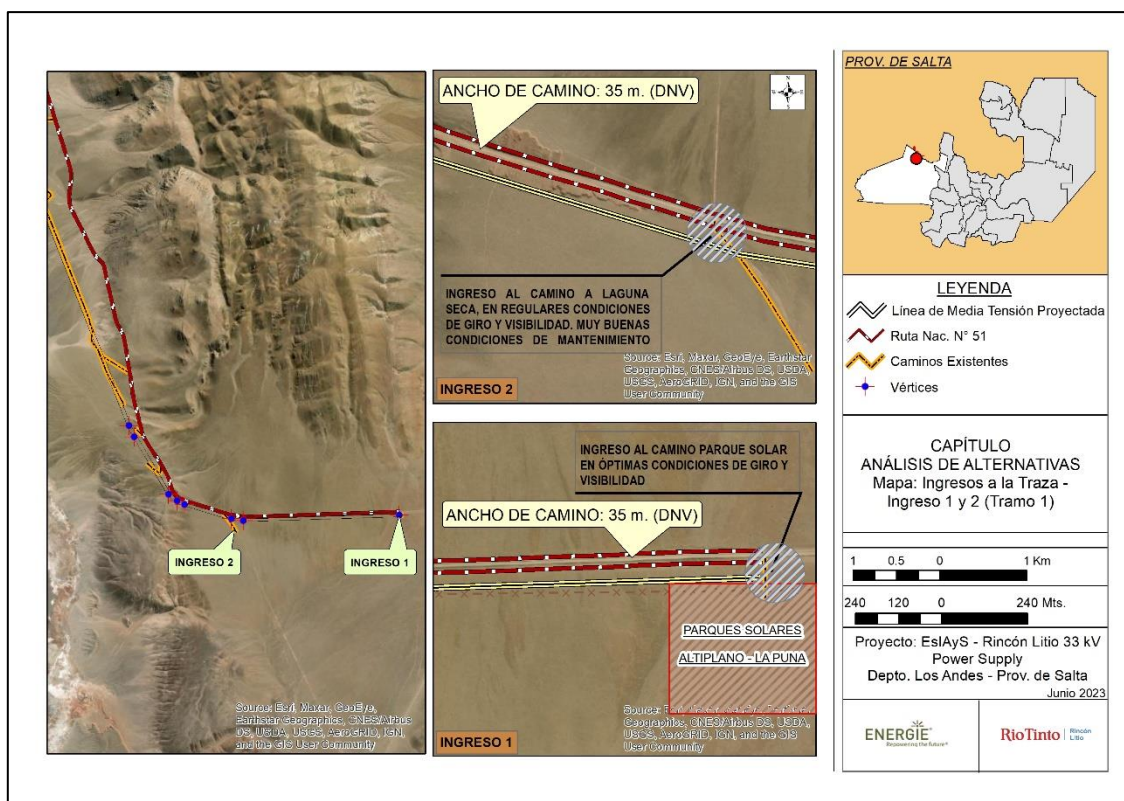 INGRESO 2
INGRESO 1
Source: Esri, Maxar, GeoEye,
Earthstar Geographics, CNES/Airbus
DS, USDA, USGS, AeroGRID, IGN,
and the GIS User Community
ANCHO DE CAMINO: 35 m. (DNV)
N
INGRESO AL CAMINO A LAGUNA
SECA, EN REGULARES CONDICIONES
DE GIRO Y VISIBILIDAD. MUY BUENAS
CONDICIONES DE MANTENIMIENTO
Source: Esri, Maxar, GeoEye, Earthstar
Geographics, CNES/Airbus DS, USDA,
USGS, AeroGRID, IGN, and the GIS
User Community
INGRESO 2
INGRESO AL CAMINO PARQUE SOLAR
EN ÓPTIMAS CONDICIONES DE GIRO Y
VISIBILIDAD
ANCHO DE CAMINO: 35 m. (DNV)
PARQUES SOLARES
ALTIPLANO - LA PUNA
Geographics, CNES/Airbus DS, USDA,
USGS, AeroGRID, IGN, and the GIS
User Community
INGRESO 1
PROV. DE SALTA
LEYENDA
Línea de Media Tensión Proyectada
Ruta Nac. N° 51
Caminos Existentes
Vértices
CAPÍTULO
ANÁLISIS DE ALTERNATIVAS
Mapa: Ingresos a la Traza -
Ingreso 1 y 2 (Tramo 1)
1 0.5 0 1 Km
240 120 0 240 Mts.
Proyecto: EsIAyS - Rincón Litio 33 kV
Power Supply
Depto. Los Andes - Prov. de Salta
Junio 2023
ENERGIE®
Repowering the future®
RioTinto | Rincón
Litio